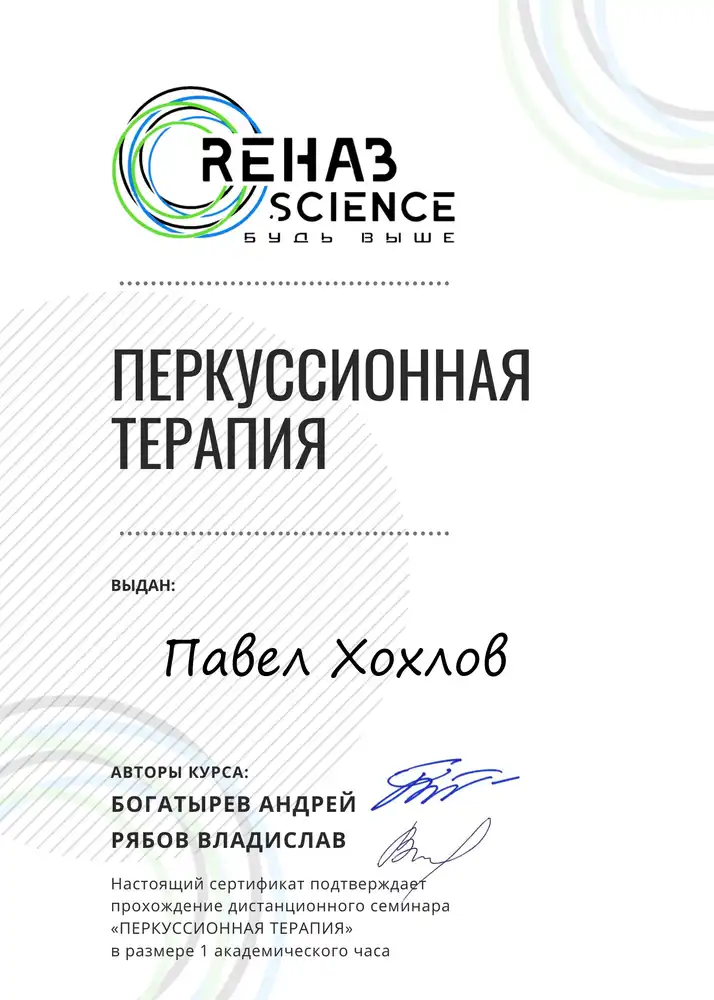 REHAB
SCIENCE
БУДЬ ВЫШЕ
ПЕРКУССИОННАЯ
ТЕРАПИЯ
ВЫДАН:
Павел Хохлов
АВТОРЫ КУРСА:
БОГАТЫРЕВ АНДРЕЙ
РЯБОВ ВЛАДИСЛАВ
Настоящий сертификат подтверждает
прохождение дистанционного семинара
«ПЕРКУССИОННАЯ ТЕРАПИЯ»
в размере 1 академического часа